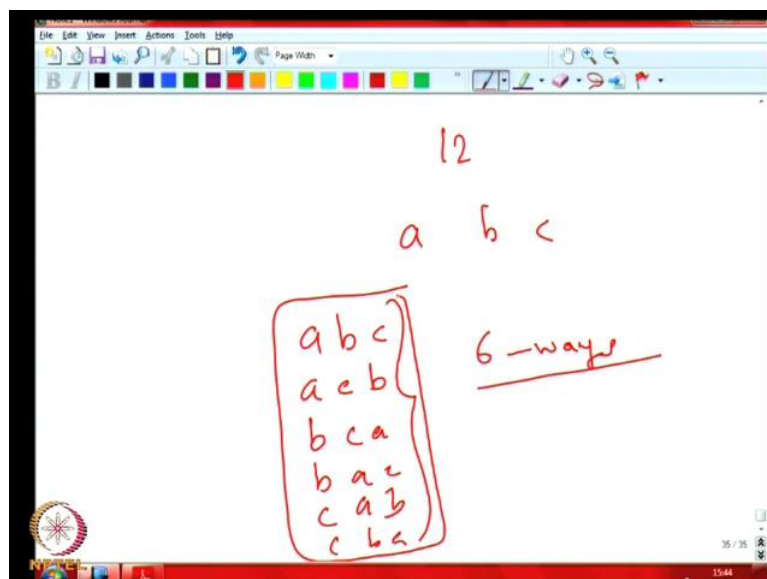 File Edit View Insert Actions Tools Help
Page Width
B I
12
a b c
a b c
a c b
6-ways
b c a
b a c
c a b
c b a
NPTEL
35 / 35
15:44